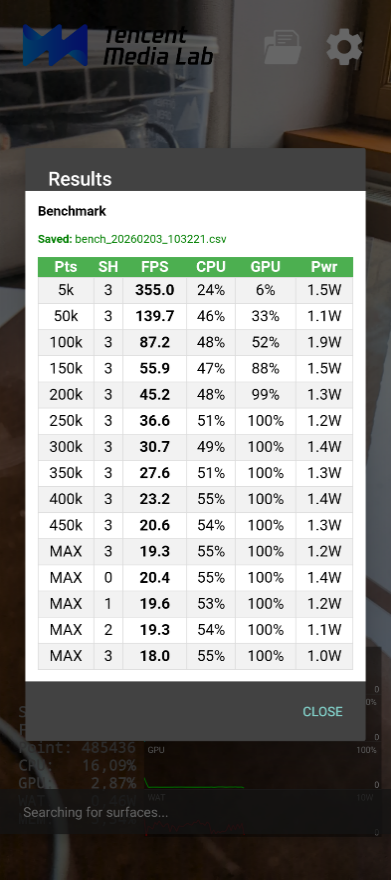 Tencent
Media Lab
Results
Benchmark
Saved: bench_20260203_103221.csv
Pts SH FPS CPU GPU Pwr
5k 3 355.0 24% 6% 1.5W
50k 3 139.7 46% 33% 1.1W
100k 3 87.2 48% 52% 1.9W
150k 3 55.9 47% 88% 1.5W
200k 3 45.2 48% 99% 1.3W
250k 3 36.6 51% 100% 1.2W
300k 3 30.7 49% 100% 1.4W
350k 3 27.6 51% 100% 1.3W
400k 3 23.2 55% 100% 1.4W
450k 3 20.6 54% 100% 1.3W
MAX 3 19.3 55% 100% 1.2W
MAX 0 20.4 55% 100% 1.4W
MAX 1 19.6 53% 100% 1.2W
MAX 2 19.3 54% 100% 1.1W
MAX 3 18.0 55% 100% 1.0W
CLOSE
Point: 485436
CPU: 16,09%
GPU: 2.87%
GPU 100%
0
WAT 10W
0
Searching for surfaces...